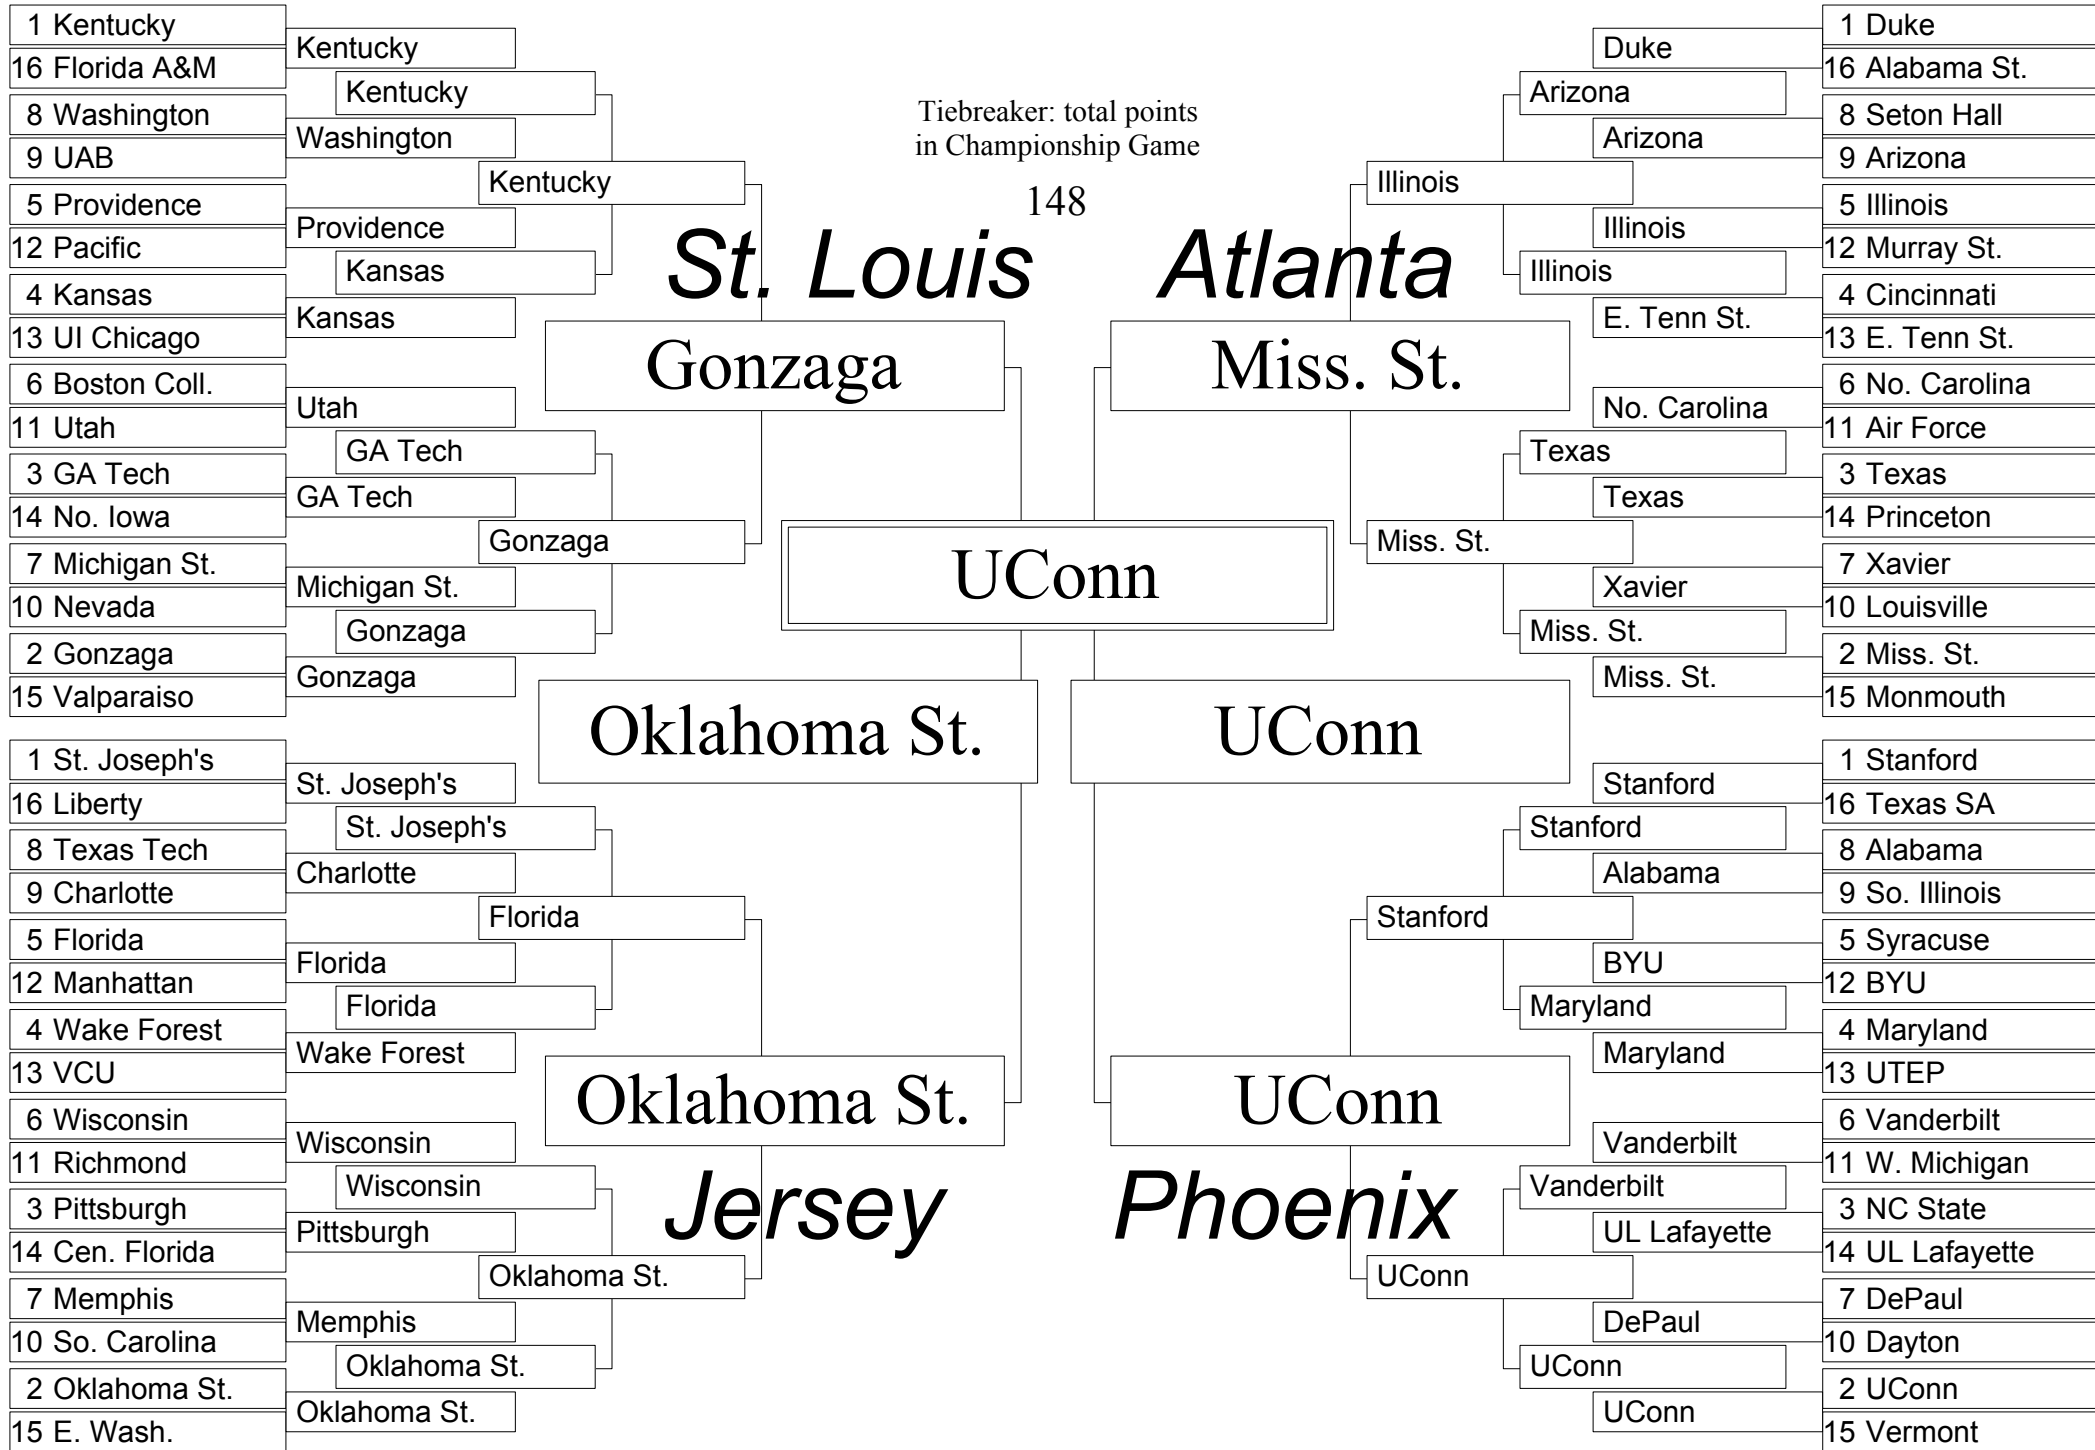 1 Kentucky
16 Florida A&M
8 Washington
9 UAB
5 Providence
12 Pacific
4 Kansas
13 UI Chicago
6 Boston Coll.
11 Utah
3 GA Tech
14 No. Iowa
7 Michigan St.
10 Nevada
2 Gonzaga
15 Valparaiso
Kentucky
Washington
Providence
Kansas
Utah
GA Tech
Michigan St.
Gonzaga
Kentucky
Kansas
GA Tech
Gonzaga
Kentucky
Gonzaga
St. Louis
Gonzaga
1 St. Joseph's
16 Liberty
8 Texas Tech
9 Charlotte
5 Florida
12 Manhattan
4 Wake Forest
13 VCU
6 Wisconsin
11 Richmond
3 Pittsburgh
14 Cen. Florida
7 Memphis
10 So. Carolina
2 Oklahoma St.
15 E. Wash.
St. Joseph's
Charlotte
Florida
Wake Forest
Wisconsin
Pittsburgh
Memphis
Oklahoma St.
St. Joseph's
Florida
Wisconsin
Oklahoma St.
Florida
Oklahoma St.
Oklahoma St.
Jersey
Tiebreaker: total points
in Championship Game
148
UConn
Oklahoma St.
UConn
Atlanta
Miss. St.
Illinois
Miss. St.
Arizona
Illinois
Texas
Miss. St.
Duke
Arizona
Illinois
E. Tenn St.
No. Carolina
Texas
Xavier
Miss. St.
1 Duke
16 Alabama St.
8 Seton Hall
9 Arizona
5 Illinois
12 Murray St.
4 Cincinnati
13 E. Tenn St.
6 No. Carolina
11 Air Force
3 Texas
14 Princeton
7 Xavier
10 Louisville
2 Miss. St.
15 Monmouth
UConn
Phoenix
Stanford
UConn
Stanford
Maryland
Vanderbilt
UConn
Stanford
Alabama
BYU
Maryland
Vanderbilt
UL Lafayette
DePaul
UConn
1 Stanford
16 Texas SA
8 Alabama
9 So. Illinois
5 Syracuse
12 BYU
4 Maryland
13 UTEP
6 Vanderbilt
11 W. Michigan
3 NC State
14 UL Lafayette
7 DePaul
10 Dayton
2 UConn
15 Vermont